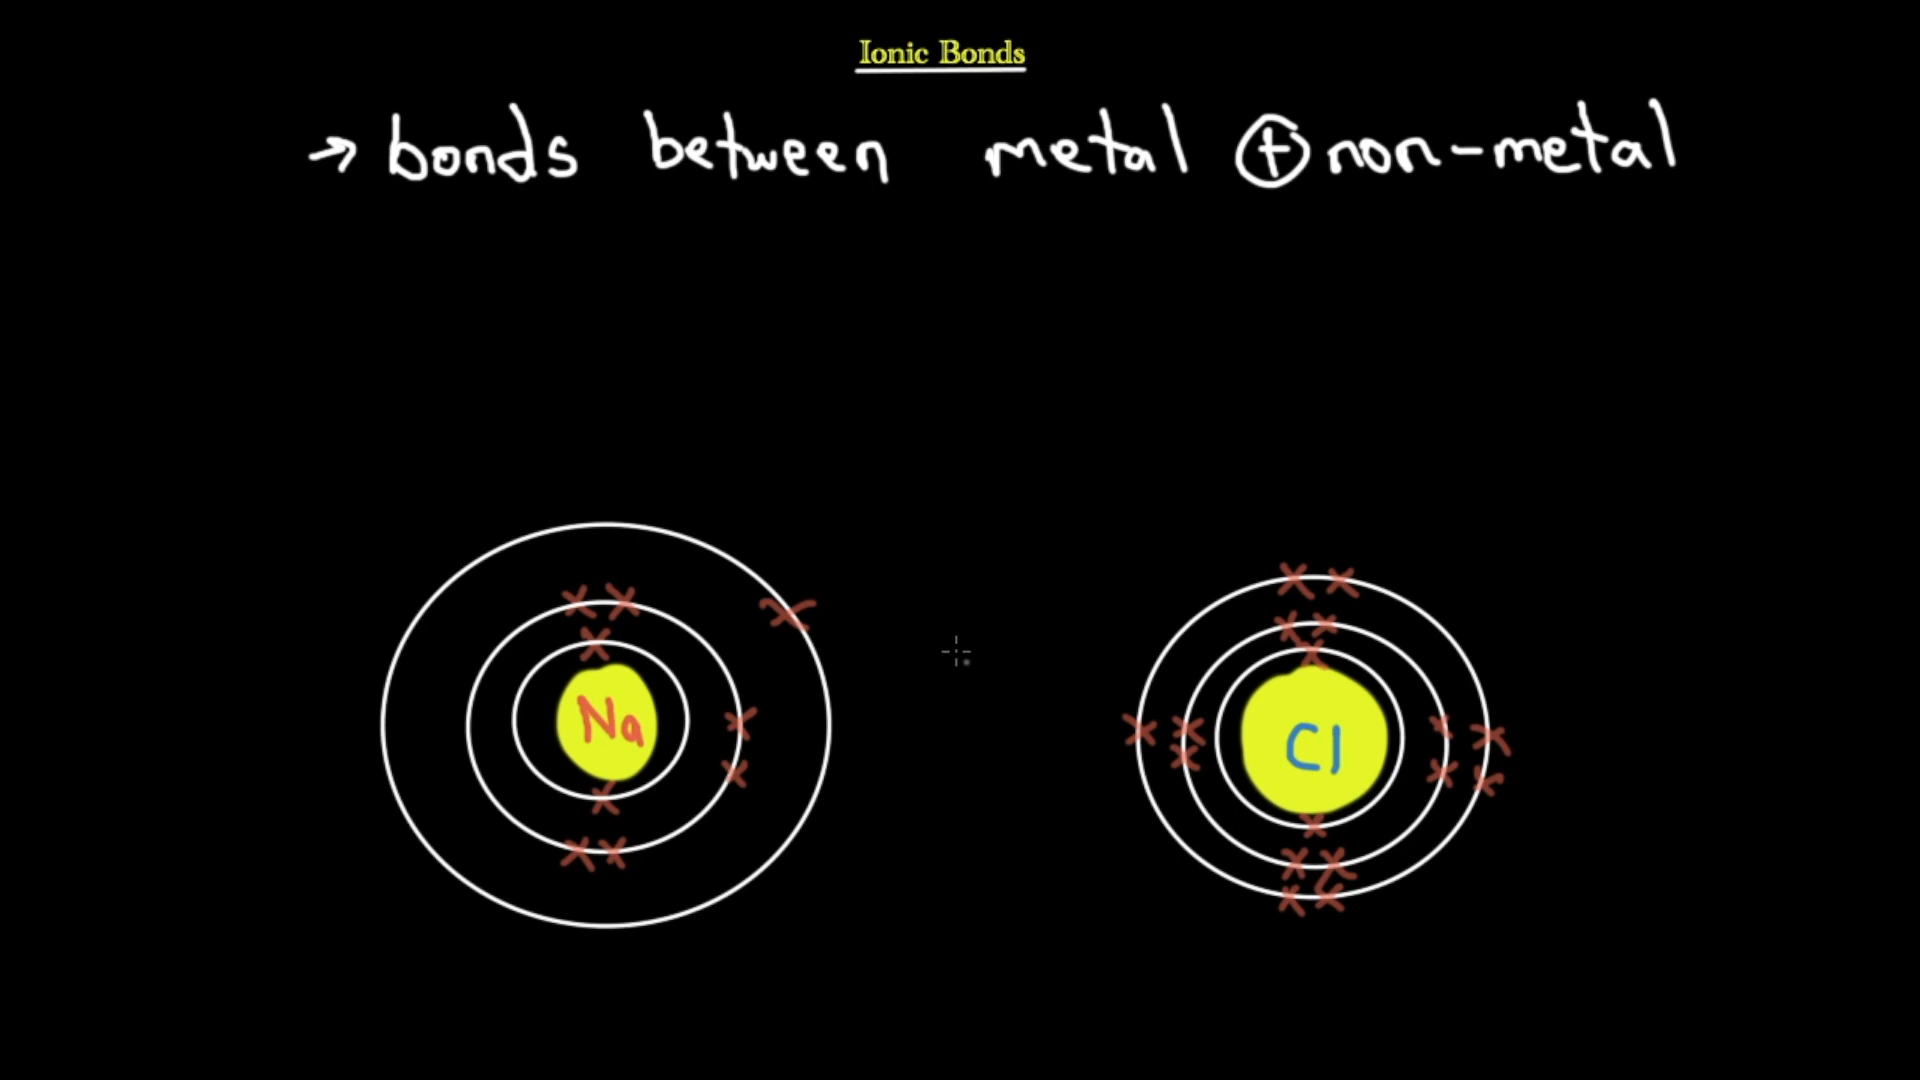 Ionic Bonds
→ bonds between metal ⊕ non-metal
Na
Cl